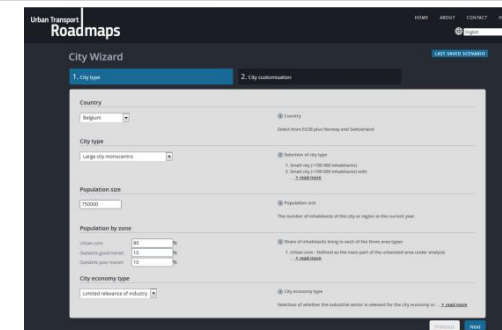 Urban Transport
Roadmaps
HOME ABOUT CONTACT
English
City Wizard
LAST SAVED SCENARIO
1. City type
2. City customisation
Country
Belgium
Country
Select from EU28 plus Norway and Switzerland
City type
Large city monocentric
Selection of city type
1. Small city (<100 000 inhabitants)
2. Small city (<100 000 inhabitants) with
... + read more
Population size
750000
Population size
The number of inhabitants of the city or region in the current year.
Population by zone
Urban core: 80 %
Outskirts good transit: 10 %
Outskirts poor transit: 10 %
Share of inhabitants living in each of the three area types
1. Urban core - Defined as the main part of the urbanised area under analysis
... + read more
City economy type
Limited relevance of industry
City economy type
Selection of whether the industrial sector is relevant for the city economy or ... + read more
Previous Next